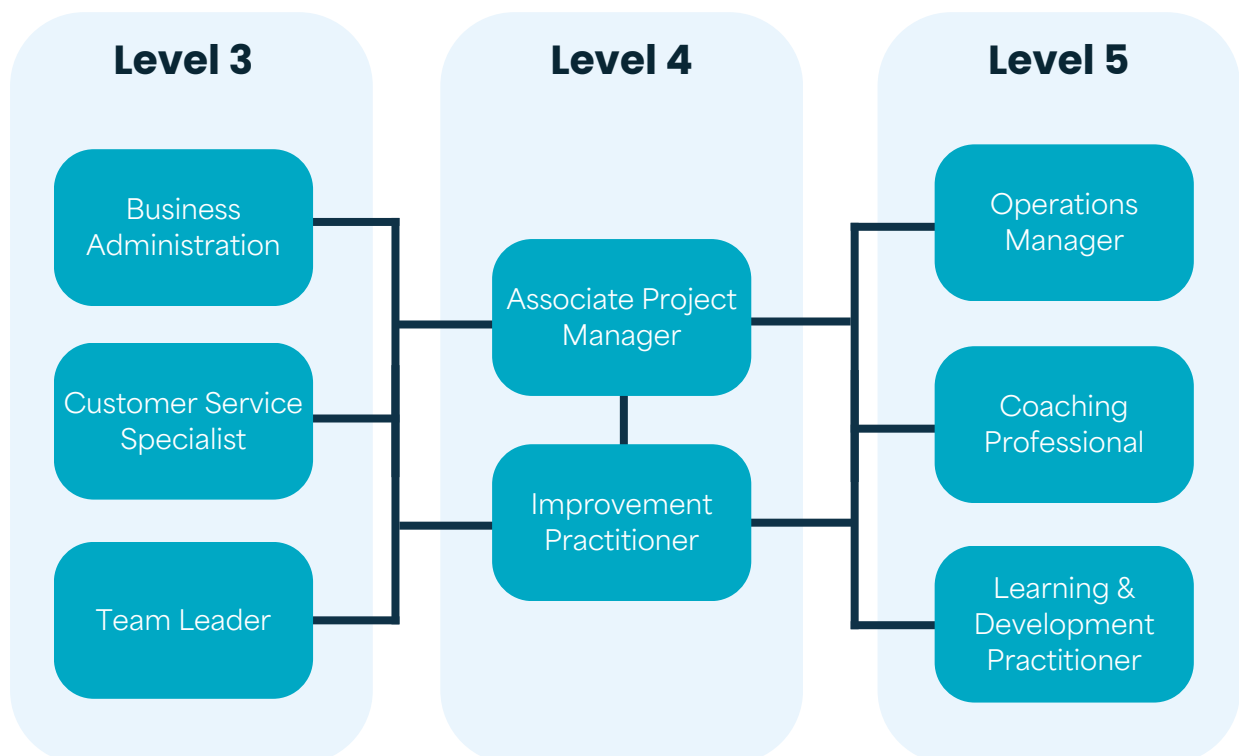 Level 3
Business
Administration
Customer Service
Specialist
Team Leader
Level 4
Associate Project
Manager
Improvement
Practitioner
Level 5
Operations
Manager
Coaching
Professional
Learning &
Development
Practitioner